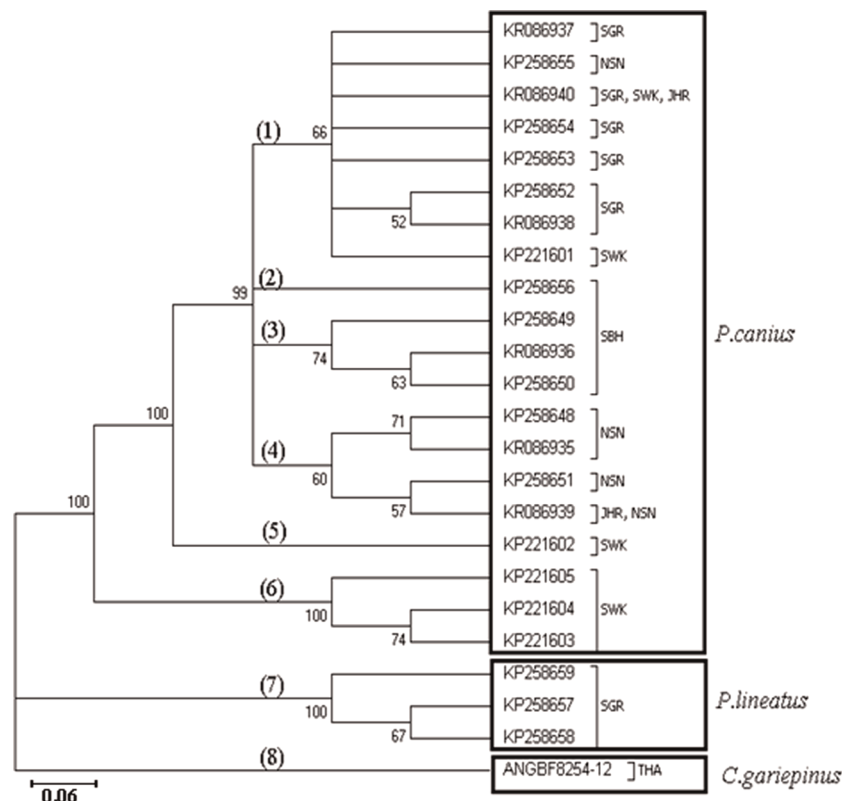 KR086937 SGR
KP258655 NSN
KR086940 SGR, SWK, JHR
(1) 66 KP258654 SGR
KP258653 SGR
KP258652
SGR
52 KR086938
KP221601 SWK
(2) 99 KP258656
KP258649
SBH P.canius
(3) 74 KR086936
63 KP258650
71 KP258648
NSN
100 KR086935
(4) 60 KP258651 NSN
57 KR086939 JHR, NSN
100
(5) KP221602 SWK
KP221605
(6) 100 KP221604 SWK
74 KP221603
KP258659
(7) 100 KP258657 SGR P.lineatus
67 KP258658
(8) ANGBF8254-12 THA C.gariepinus
0.06